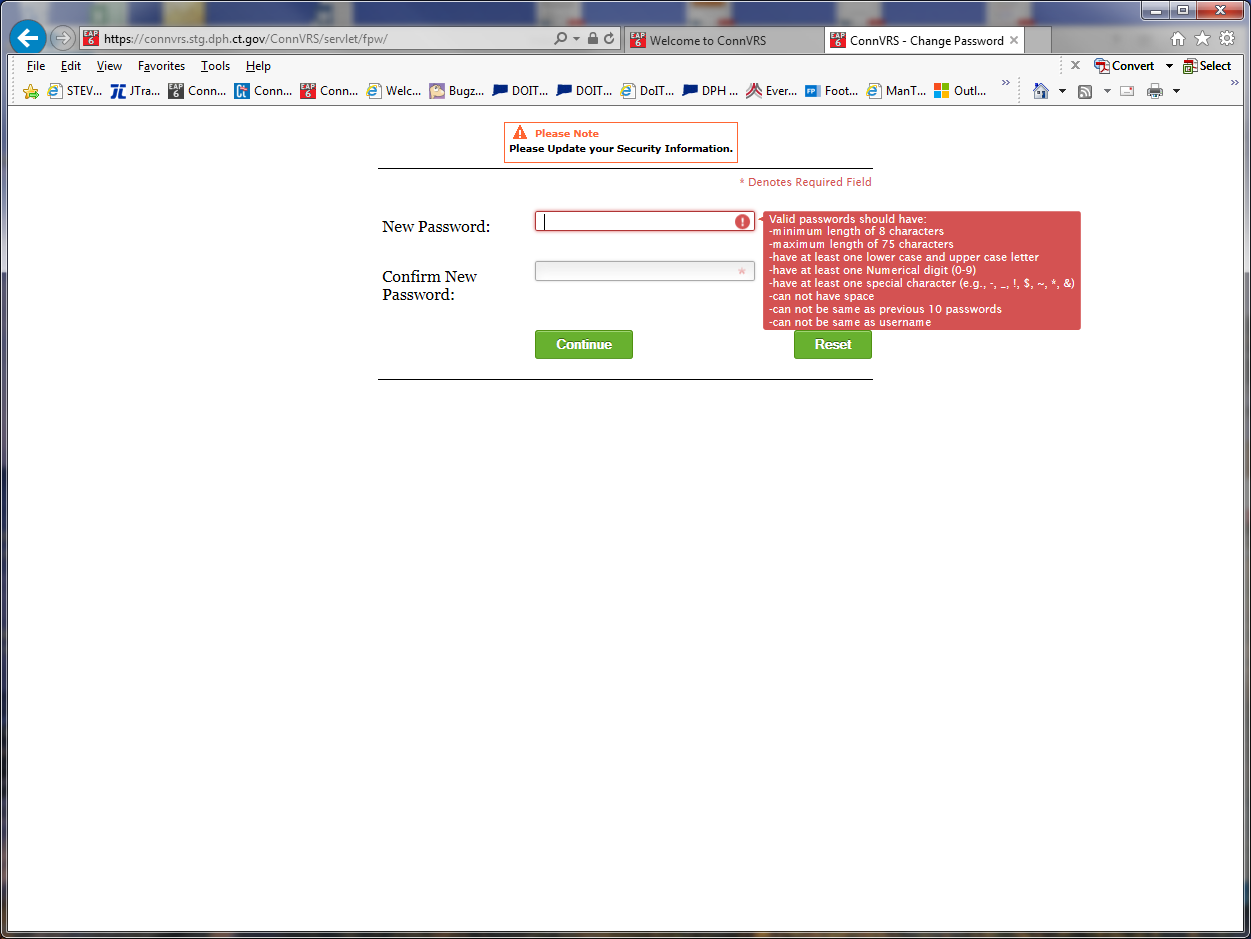 https://connvrs.stg.dph.ct.gov/ConnVRS/servlet/fpw/
EAP 6 Welcome to ConnVRS
EAP 6 ConnVRS - Change Password
File Edit View Favorites Tools Help
Convert Select
STEV... JTra... Conn... Conn... Conn... Welc... Bugz... DOIT... DOIT... DoIT... DPH ... Ever... Foot... ManT... Outl...
Please Note
Please Update your Security Information.
* Denotes Required Field
New Password:
Valid passwords should have:
-minimum length of 8 characters
-maximum length of 75 characters
-have at least one lower case and upper case letter
-have at least one Numerical digit (0-9)
-have at least one special character (e.g., -, _, !, $, ~, *, &)
-can not have space
-can not be same as previous 10 passwords
-can not be same as username
Confirm New
Password:
*
Continue
Reset